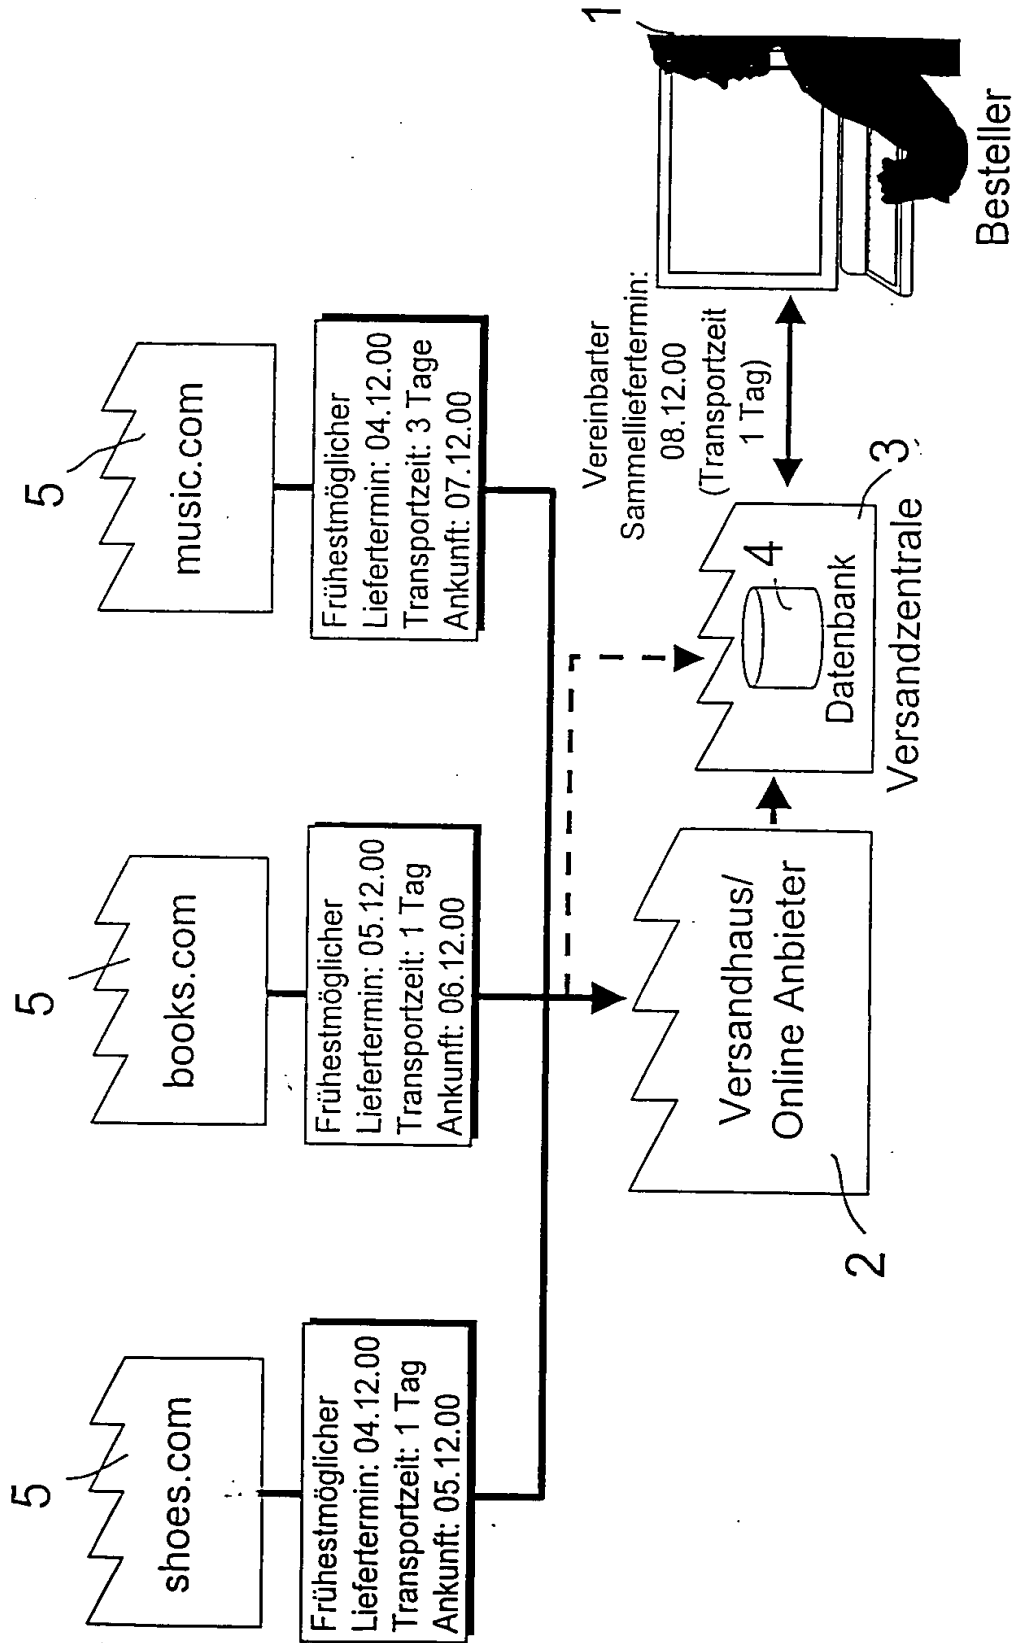 5
shoes.com
Frühestmöglicher
Liefertermin: 04.12.00
Transportzeit: 1 Tag
Ankunft: 05.12.00
5
books.com
Frühestmöglicher
Liefertermin: 05.12.00
Transportzeit: 1 Tag
Ankunft: 06.12.00
5
music.com
Frühestmöglicher
Liefertermin: 04.12.00
Transportzeit: 3 Tage
Ankunft: 07.12.00
2
Versandhaus/
Online Anbieter
3
4
Datenbank
Versandzentrale
Vereinbarter
Sammelliefertermin:
08.12.00
(Transportzeit
1 Tag)
1
Besteller